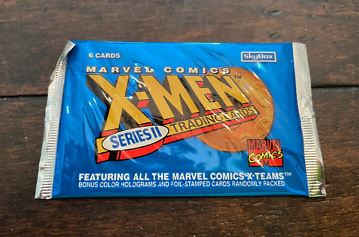 6 CARDS
SkyBox
MARVEL COMICS
X-MEN™
SERIES II
TRADING CARDS
MARVEL
COMICS
FEATURING ALL THE MARVEL COMICS X-TEAMS™
BONUS COLOR HOLOGRAMS AND FOIL-STAMPED CARDS RANDOMLY PACKED